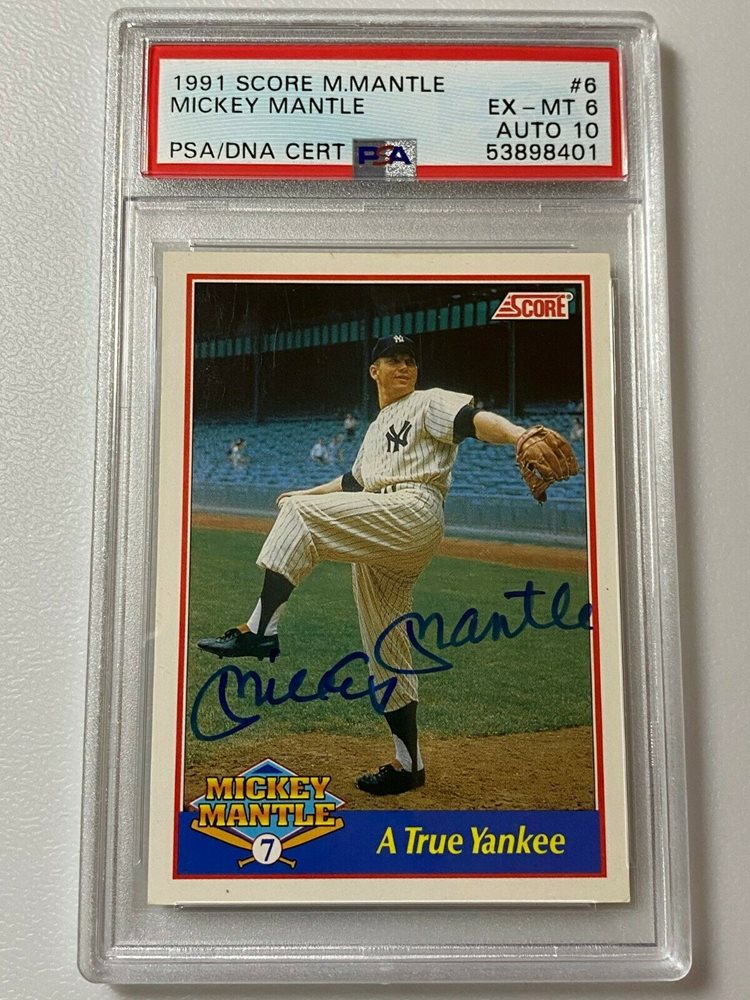 1991 SCORE M.MANTLE #6
MICKEY MANTLE EX-MT 6
AUTO 10
PSA/DNA CERT PSA 53898401
SCORE®
NY
NY
Mickey Mantle
MICKEY
MANTLE
7
A True Yankee